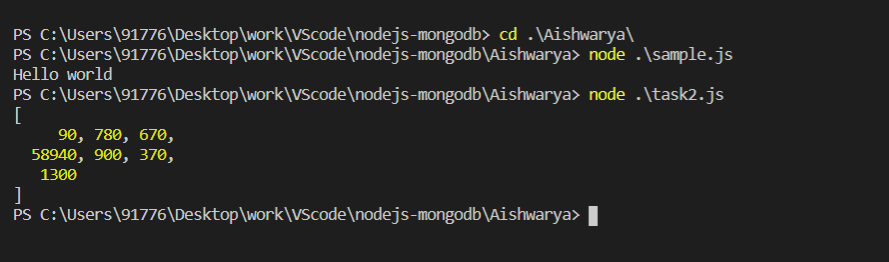 PS C:\Users\91776\Desktop\work\VScode\nodejs-mongodb> cd .\Aishwarya\
PS C:\Users\91776\Desktop\work\VScode\nodejs-mongodb\Aishwarya> node .\sample.js
Hello world
PS C:\Users\91776\Desktop\work\VScode\nodejs-mongodb\Aishwarya> node .\task2.js
[
     90, 780, 670,
  58940, 900, 370,
   1300
]
PS C:\Users\91776\Desktop\work\VScode\nodejs-mongodb\Aishwarya>